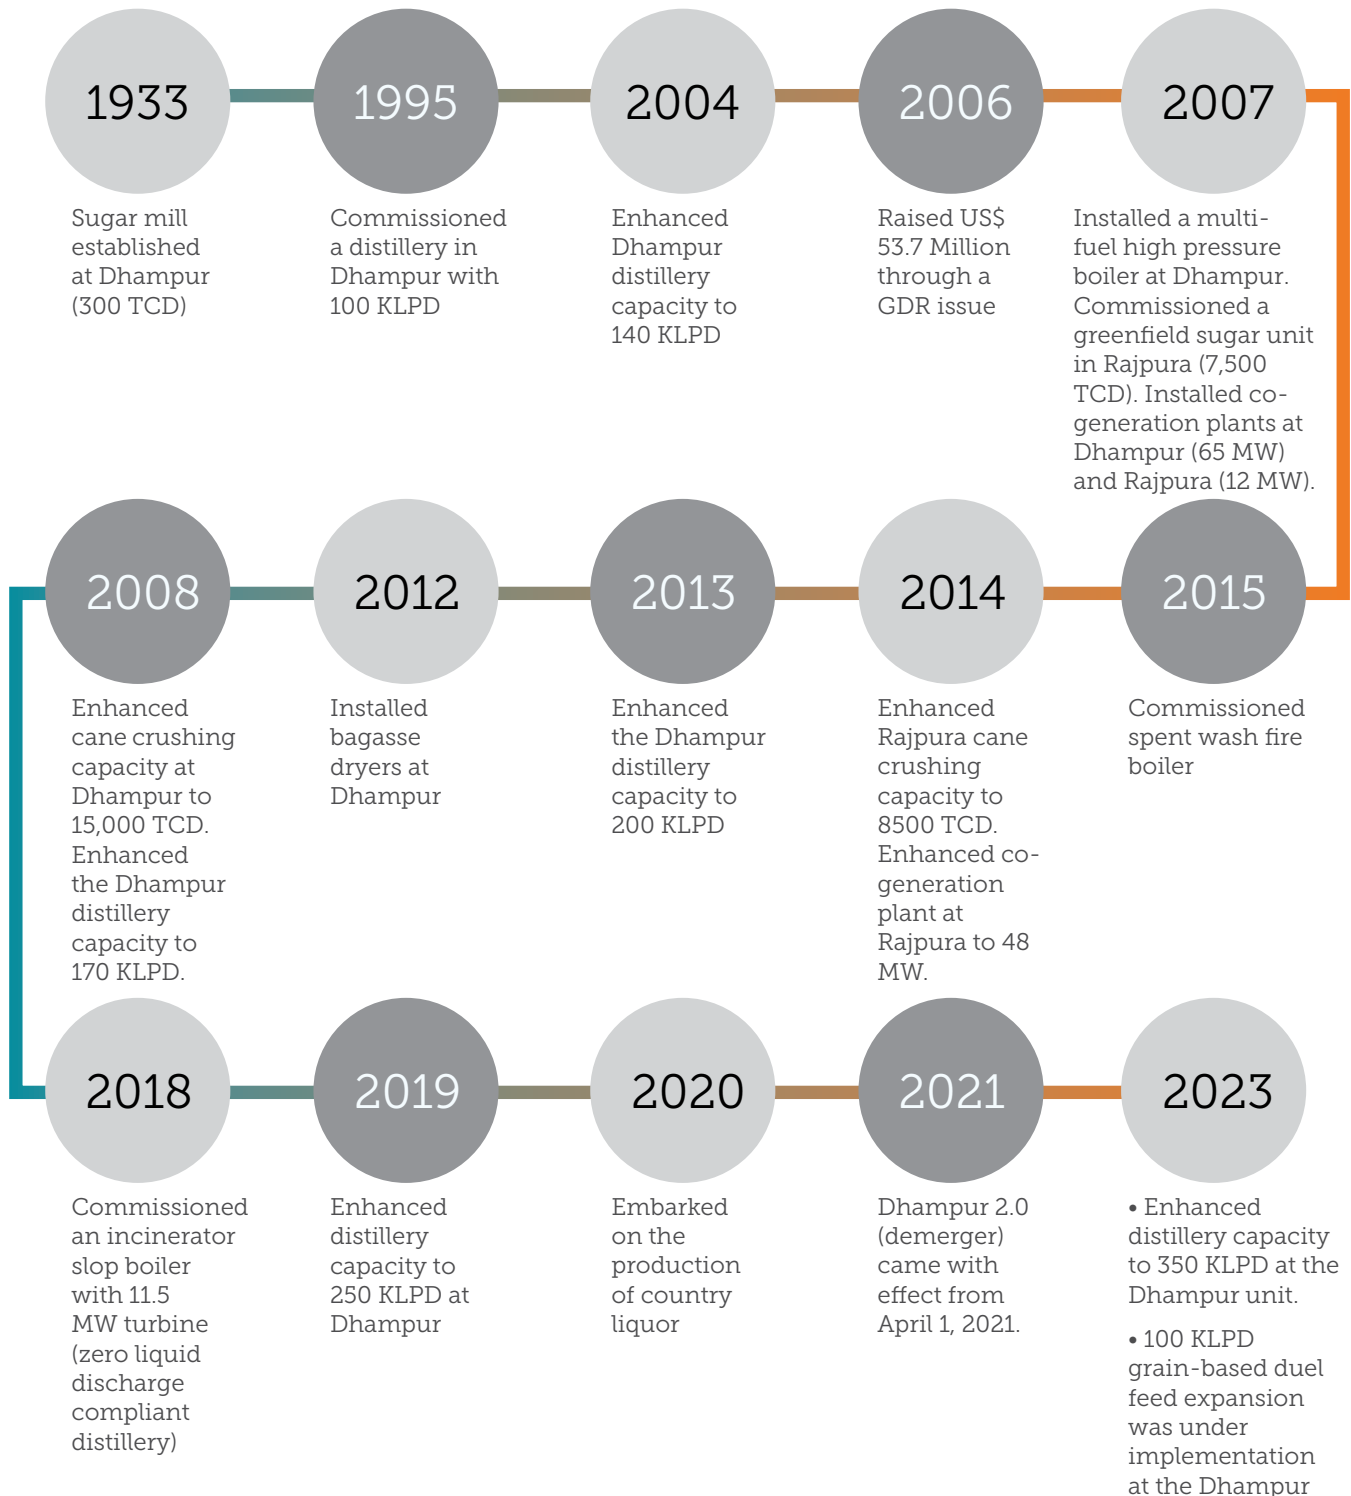 1933
Sugar mill
established
at Dhampur
(300 TCD)
1995
Commissioned
a distillery in
Dhampur with
100 KLPD
2004
Enhanced
Dhampur
distillery
capacity to
140 KLPD
2006
Raised US$
53.7 Million
through a
GDR issue
2007
Installed a multi-
fuel high pressure
boiler at Dhampur.
Commissioned a
greenfield sugar unit
in Rajpura (7,500
TCD). Installed co-
generation plants at
Dhampur (65 MW)
and Rajpura (12 MW).
2008
Enhanced
cane crushing
capacity at
Dhampur to
15,000 TCD.
Enhanced
the Dhampur
distillery
capacity to
170 KLPD.
2012
Installed
bagasse
dryers at
Dhampur
2013
Enhanced
the Dhampur
distillery
capacity to
200 KLPD
2014
Enhanced
Rajpura cane
crushing
capacity to
8500 TCD.
Enhanced co-
generation
plant at
Rajpura to 48
MW.
2015
Commissioned
spent wash fire
boiler
2018
Commissioned
an incinerator
slop boiler
with 11.5
MW turbine
(zero liquid
discharge
compliant
distillery)
2019
Enhanced
distillery
capacity to
250 KLPD at
Dhampur
2020
Embarked
on the
production
of country
liquor
2021
Dhampur 2.0
(demerger)
came with
effect from
April 1, 2021.
2023
• Enhanced
distillery capacity
to 350 KLPD at the
Dhampur unit.
• 100 KLPD
grain-based duel
feed expansion
was under
implementation
at the Dhampur